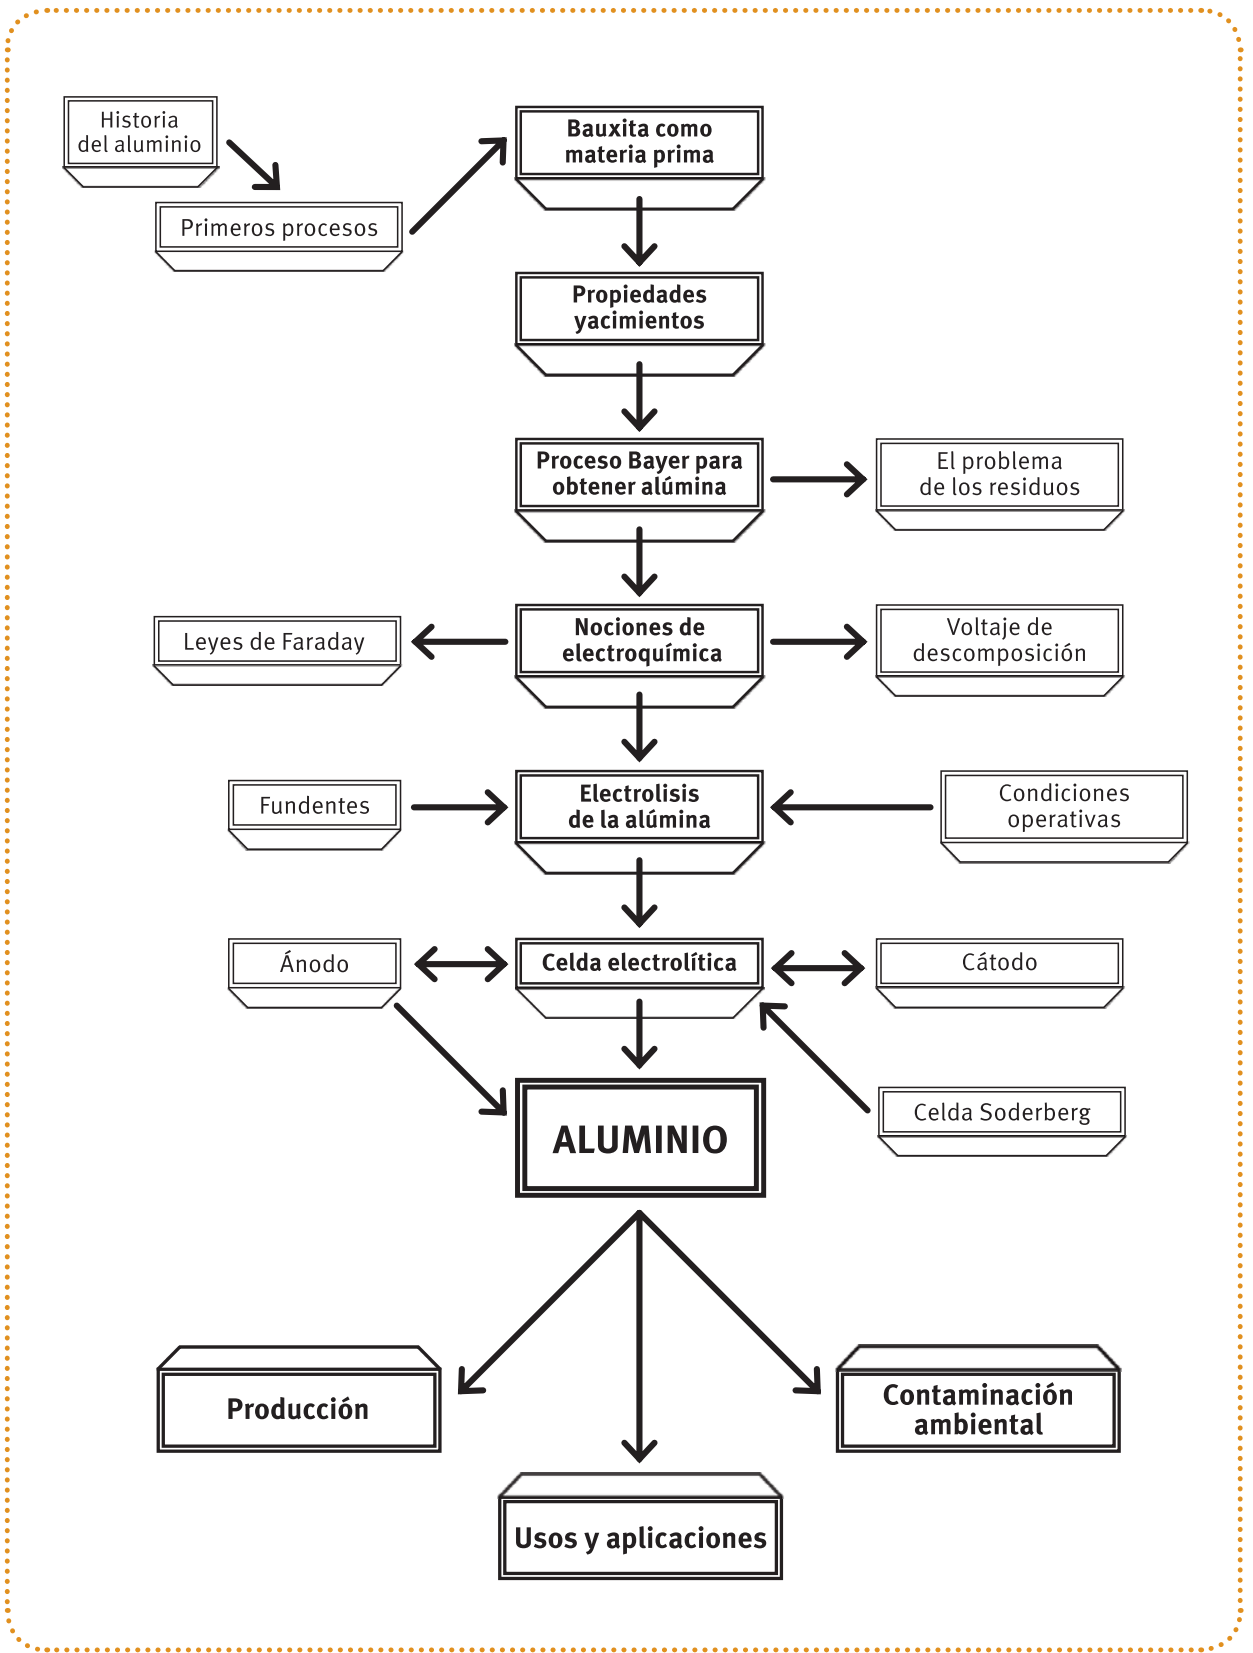 Historia
del aluminio
Primeros procesos
Bauxita como
materia prima
Propiedades
yacimientos
Proceso Bayer para
obtener alúmina
El problema
de los residuos
Leyes de Faraday
Nociones de
electroquímica
Voltaje de
descomposición
Fundentes
Electrolisis
de la alúmina
Condiciones
operativas
Ánodo
Celda electrolítica
Cátodo
Celda Soderberg
ALUMINIO
Producción
Contaminación
ambiental
Usos y aplicaciones